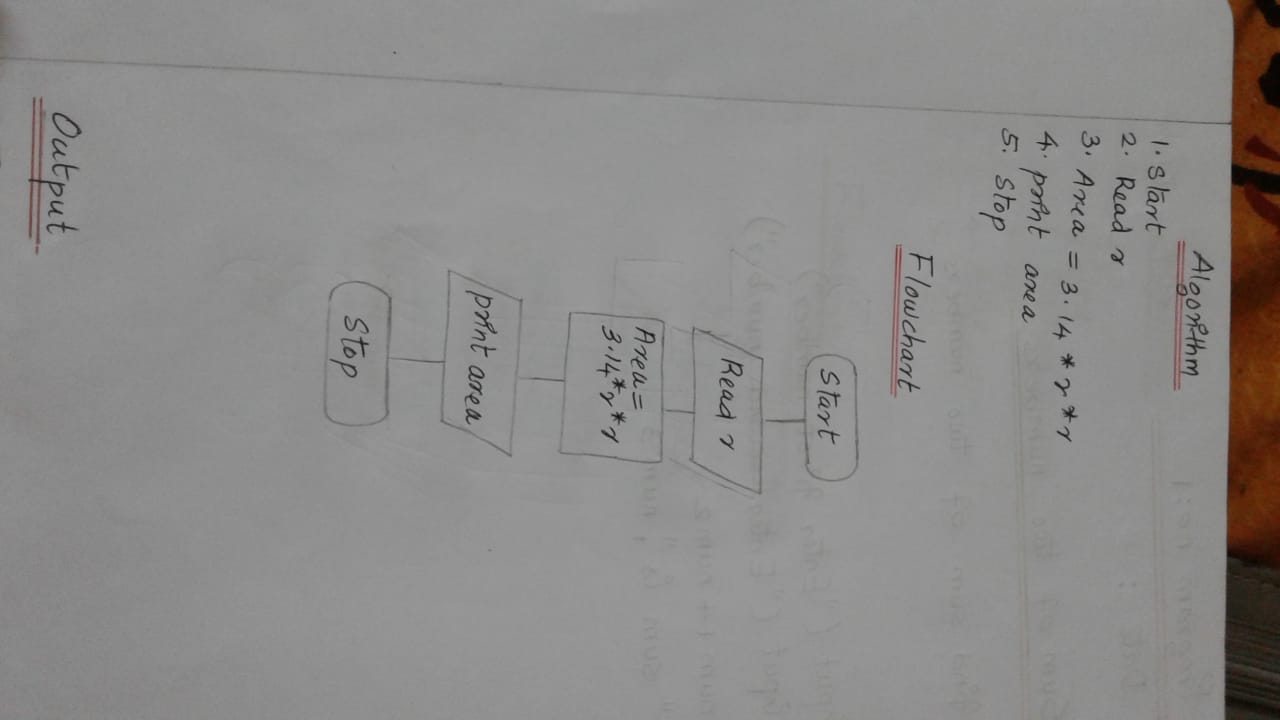 Algorithm
1. Start
2. Read r
3. Area = 3.14 * r * r
4. print area
5. Stop
Flowchart
Start
Read r
Area =
3.14*r*r
print area
Stop
Output